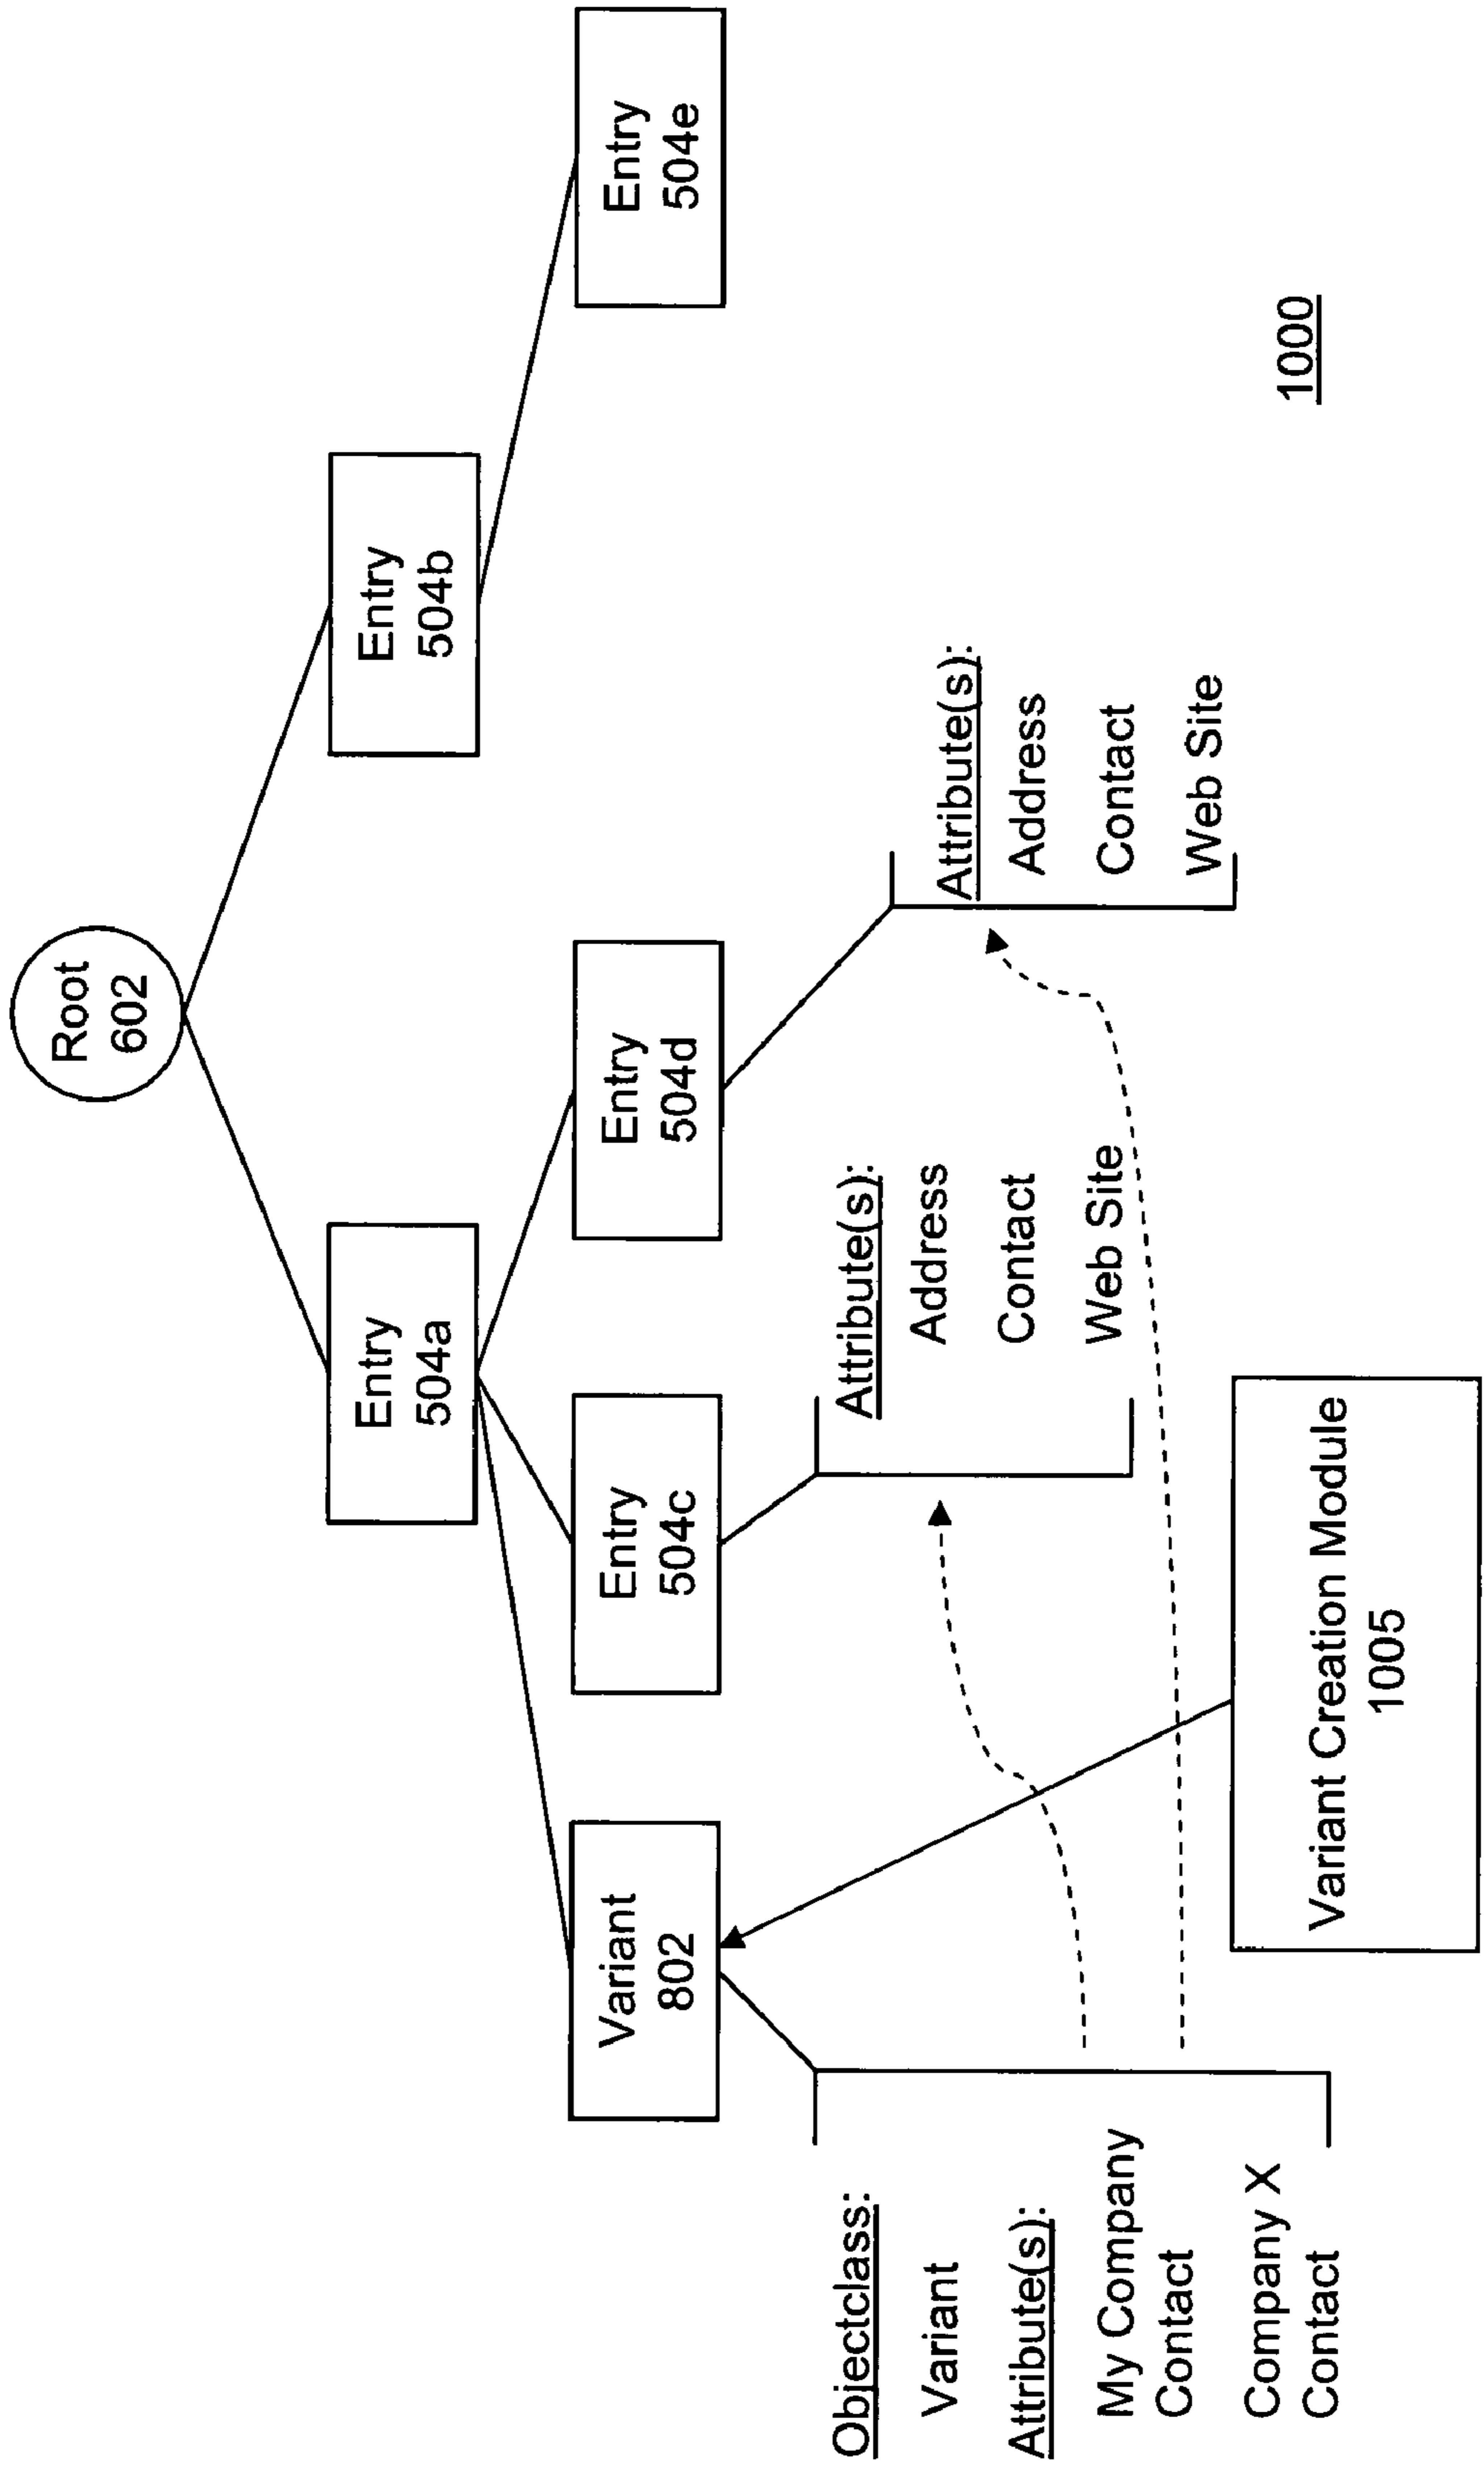 Root
602
Entry
504a
Entry
504b
Variant
802
Entry
504c
Entry
504d
Entry
504e
Objectclass:
Variant
Attribute(s):
My Company
Contact
Company X
Contact
Attribute(s):
Address
Contact
Web Site
Attribute(s):
Address
Contact
Web Site
Variant Creation Module
1005
1000